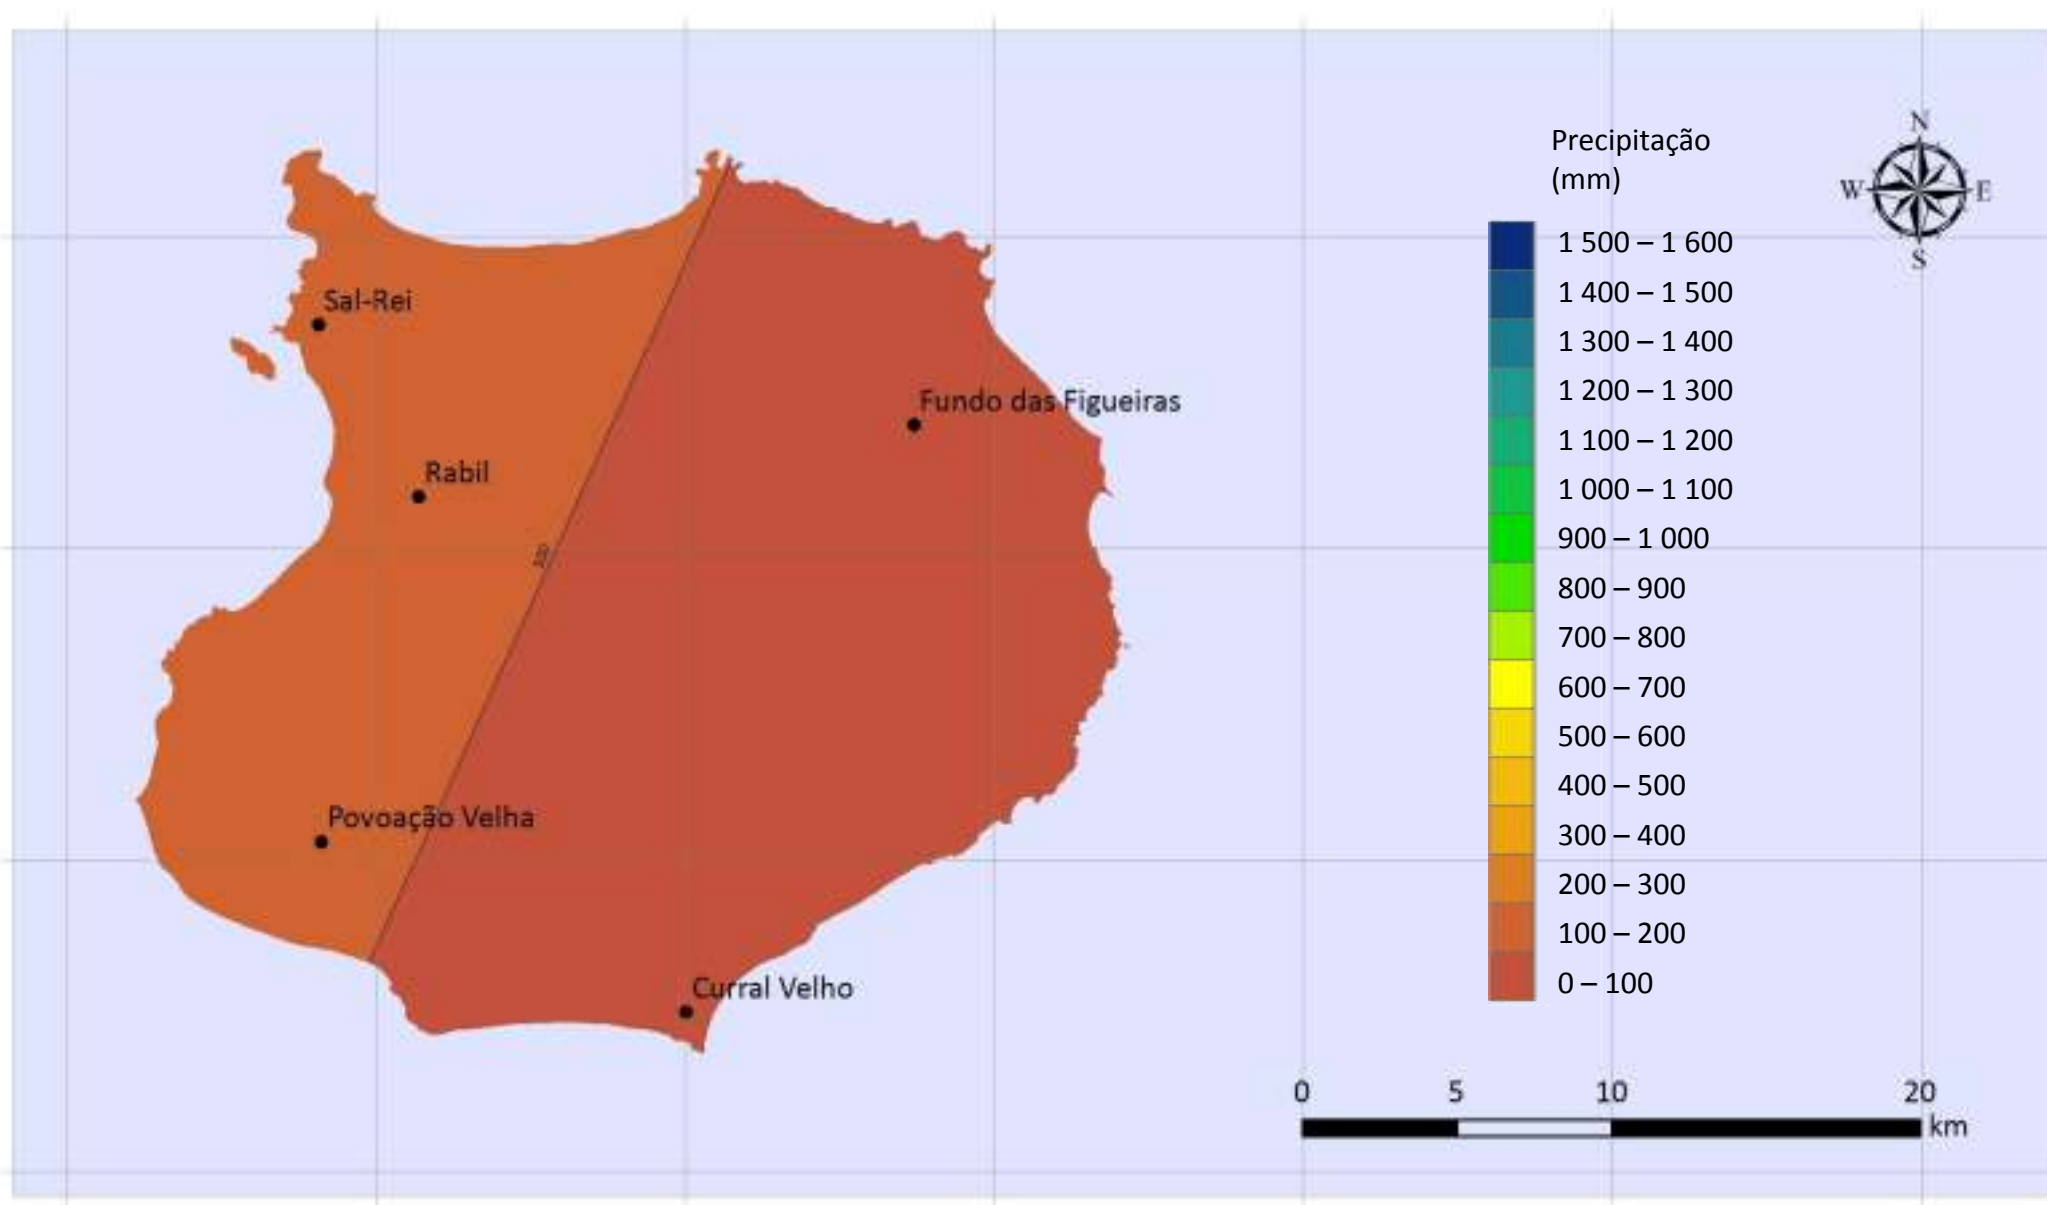 Precipitação
(mm)
N
W
E
S
1 500 – 1 600
1 400 – 1 500
1 300 – 1 400
1 200 – 1 300
1 100 – 1 200
1 000 – 1 100
900 – 1 000
800 – 900
700 – 800
600 – 700
500 – 600
400 – 500
300 – 400
200 – 300
100 – 200
0 – 100
Sal-Rei
Fundo das Figueiras
Rabil
Povoação Velha
Curral Velho
0 5 10 20
km